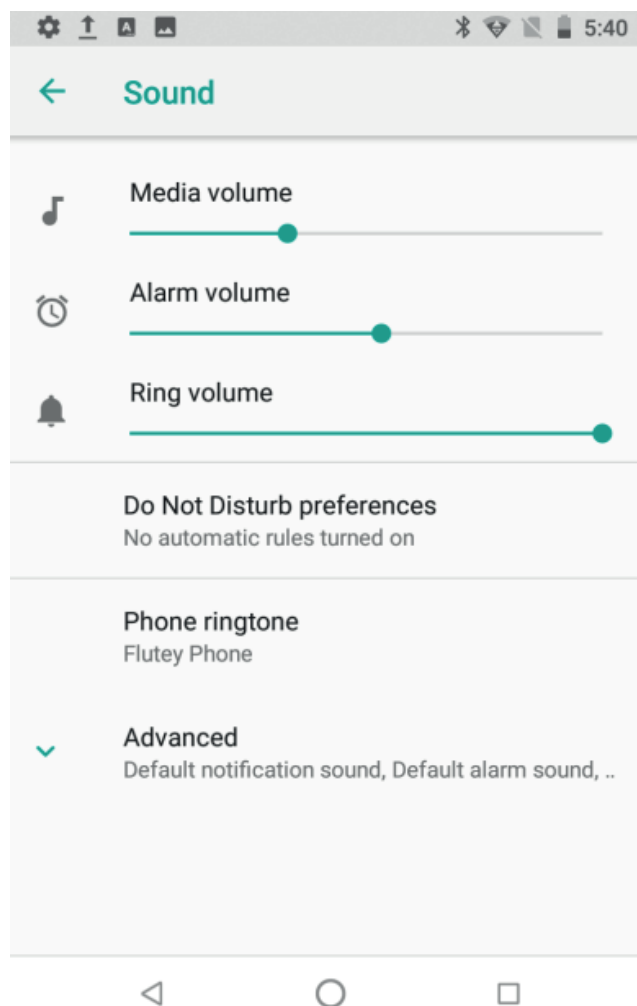 5:40
Sound
Media volume
Alarm volume
Ring volume
Do Not Disturb preferences
No automatic rules turned on
Phone ringtone
Flutey Phone
Advanced
Default notification sound, Default alarm sound, ..